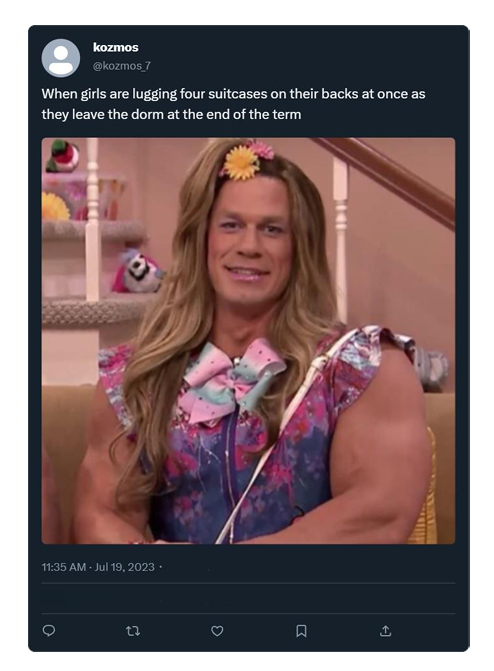 kozmos
@kozmos_7
When girls are lugging four suitcases on their backs at once as
they leave the dorm at the end of the term
11:35 AM · Jul 19, 2023 ·